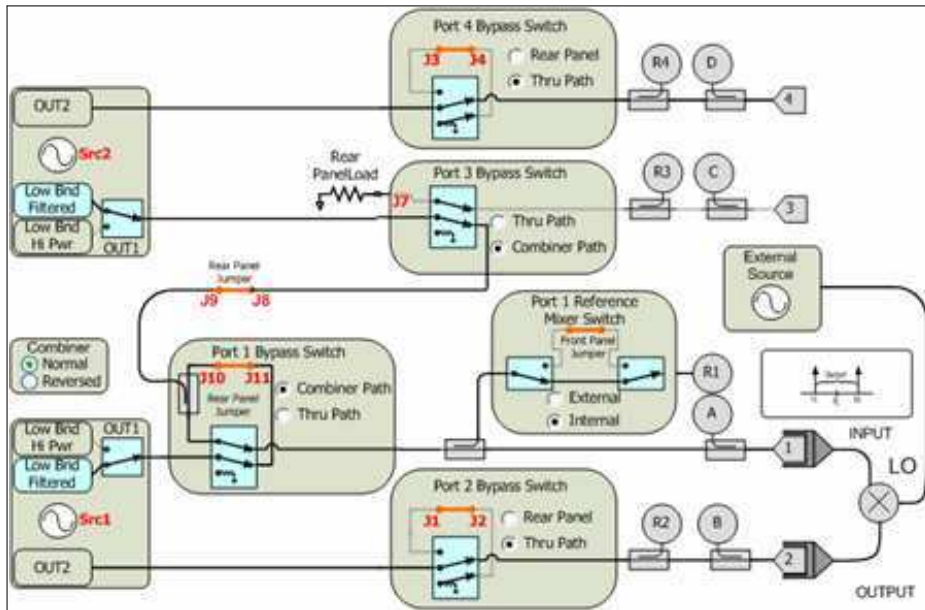 Port 4 Bypass Switch
J3 J4
Rear Panel
Thru Path
R4
D
4
OUT2
Src2
Low Bnd
Filtered
Low Bnd
Hi Pwr
OUT1
Rear
PanelLoad
Port 3 Bypass Switch
J7
Thru Path
Combiner Path
R3
C
3
Rear Panel
Jumper
J9 J8
External
Source
Port 1 Reference
Mixer Switch
Front Panel
Jumper
External
Internal
R1
A
Combiner
Normal
Reversed
Port 1 Bypass Switch
J10 J11
Rear Panel
Jumper
Combiner Path
Thru Path
OUT1
Low Bnd
Hi Pwr
Low Bnd
Filtered
Src1
OUT2
1
INPUT
LO
Port 2 Bypass Switch
J1 J2
Rear Panel
Thru Path
R2
B
2
OUTPUT